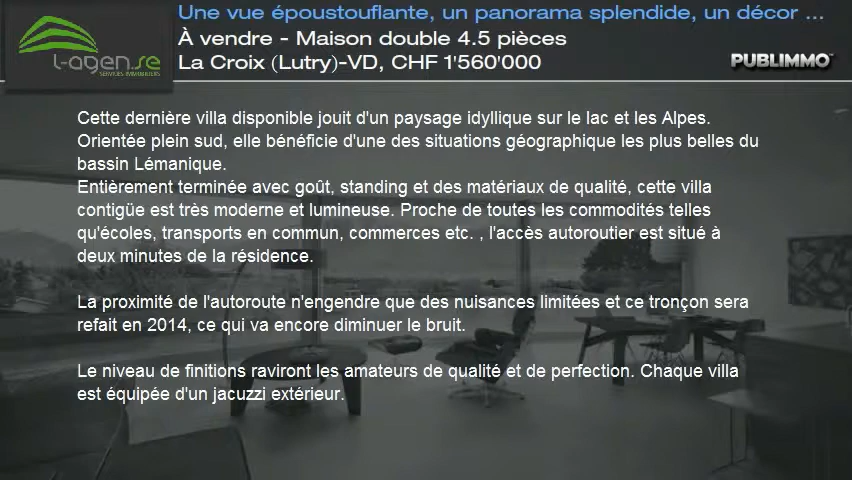 Une vue époustouflante, un panorama splendide, un décor ...
À vendre - Maison double 4.5 pièces
La Croix (Lutry)-VD, CHF 1'560'000
l-agen.se
SERVICES IMMOBILIERS
PUBLIMMO
Cette dernière villa disponible jouit d'un paysage idyllique sur le lac et les Alpes.
Orientée plein sud, elle bénéficie d'une des situations géographique les plus belles du
bassin Lémanique.
Entièrement terminée avec goût, standing et des matériaux de qualité, cette villa
contigüe est très moderne et lumineuse. Proche de toutes les commodités telles
qu'écoles, transports en commun, commerces etc. , l'accès autoroutier est situé à
deux minutes de la résidence.
La proximité de l'autoroute n'engendre que des nuisances limitées et ce tronçon sera
refait en 2014, ce qui va encore diminuer le bruit.
Le niveau de finitions raviront les amateurs de qualité et de perfection. Chaque villa
est équipée d'un jacuzzi extérieur.